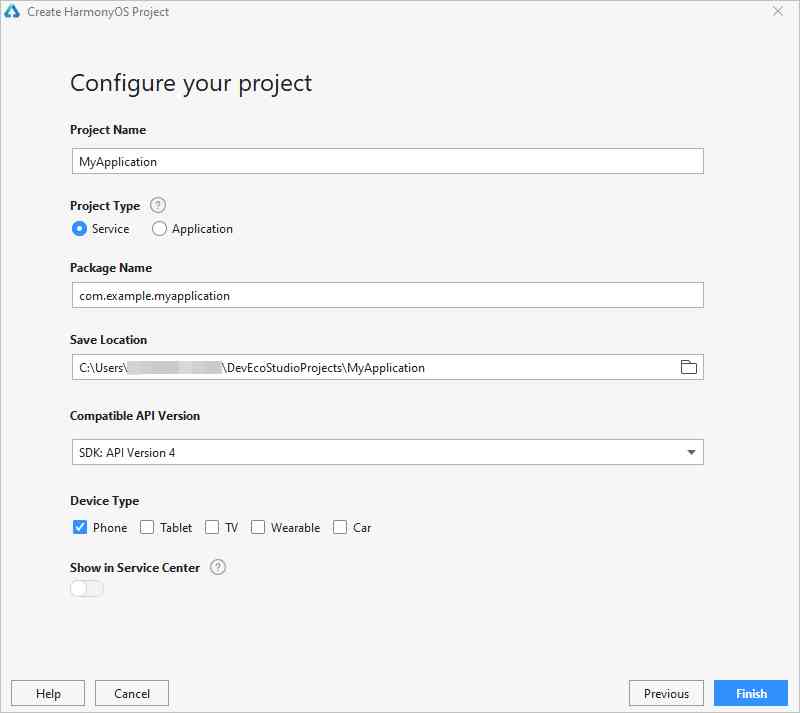 Create HarmonyOS Project
Configure your project
Project Name
MyApplication
Project Type ?
Service Application
Package Name
com.example.myapplication
Save Location
C:\Users\ \DevEcoStudioProjects\MyApplication
Compatible API Version
SDK: API Version 4
Device Type
Phone Tablet TV Wearable Car
Show in Service Center ?
Help Cancel Previous Finish